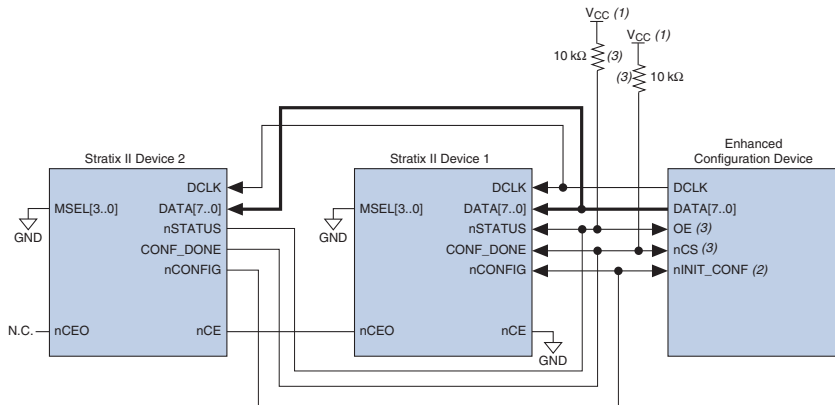 VCC (1)
VCC (1)
10 kΩ
(3)
(3)
10 kΩ
Stratix II Device 2
Stratix II Device 1
Enhanced
Configuration Device
DCLK
DCLK
DCLK
MSEL[3..0]
DATA[7..0]
MSEL[3..0]
DATA[7..0]
DATA[7..0]
GND
nSTATUS
GND
nSTATUS
OE (3)
CONF_DONE
CONF_DONE
nCS (3)
nCONFIG
nCONFIG
nINIT_CONF (2)
N.C.
nCEO
nCE
nCEO
nCE
GND